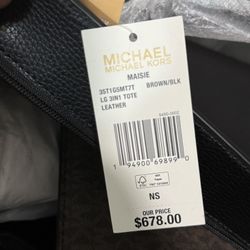 MICHAEL
MICHAEL KORS
MAISIE
35T1G5MT7T BROWN/BLK
LG 3IN1 TOTE
LEATHER
1 94900 69899 0
NS
OUR PRICE
$678.00